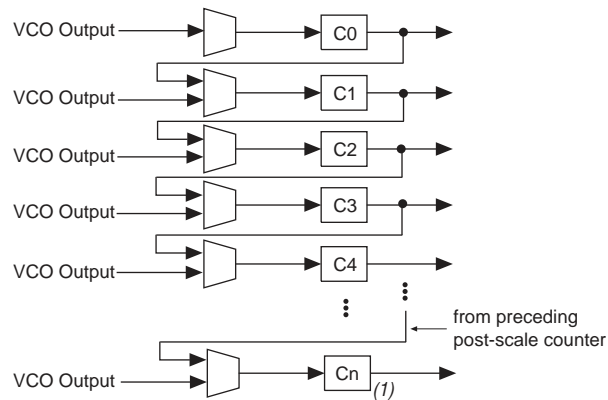 VCO Output
C0
VCO Output
C1
VCO Output
C2
VCO Output
C3
VCO Output
C4
from preceding
post-scale counter
VCO Output
Cn
(1)